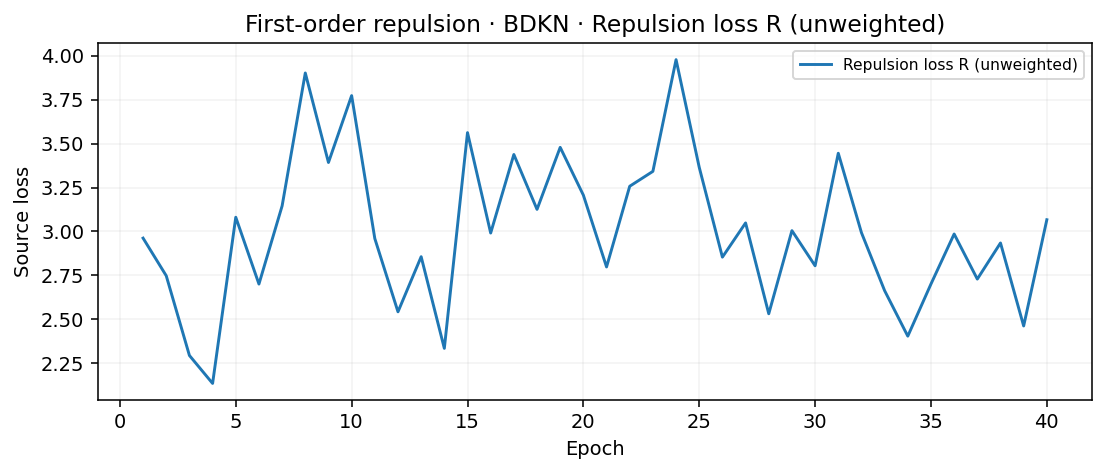 First-order repulsion · BDKN · Repulsion loss R (unweighted)
Repulsion loss R (unweighted)
Source loss
4.00
3.75
3.50
3.25
3.00
2.75
2.50
2.25
0 5 10 15 20 25 30 35 40
Epoch